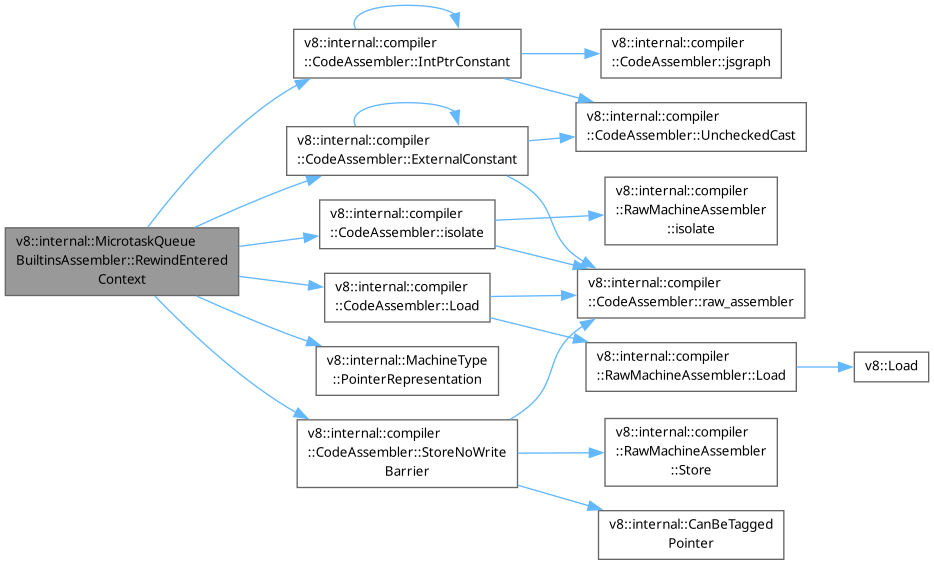 v8::internal::compiler
::CodeAssembler::IntPtrConstant
v8::internal::compiler
::CodeAssembler::jsgraph
v8::internal::compiler
::CodeAssembler::UncheckedCast
v8::internal::compiler
::CodeAssembler::ExternalConstant
v8::internal::compiler
::RawMachineAssembler
::isolate
v8::internal::compiler
::CodeAssembler::isolate
v8::internal::MicrotaskQueue
BuiltinsAssembler::RewindEntered
Context
v8::internal::compiler
::CodeAssembler::raw_assembler
v8::internal::compiler
::CodeAssembler::Load
v8::internal::MachineType
::PointerRepresentation
v8::internal::compiler
::RawMachineAssembler::Load
v8::Load
v8::internal::compiler
::CodeAssembler::StoreNoWrite
Barrier
v8::internal::compiler
::RawMachineAssembler
::Store
v8::internal::CanBeTagged
Pointer